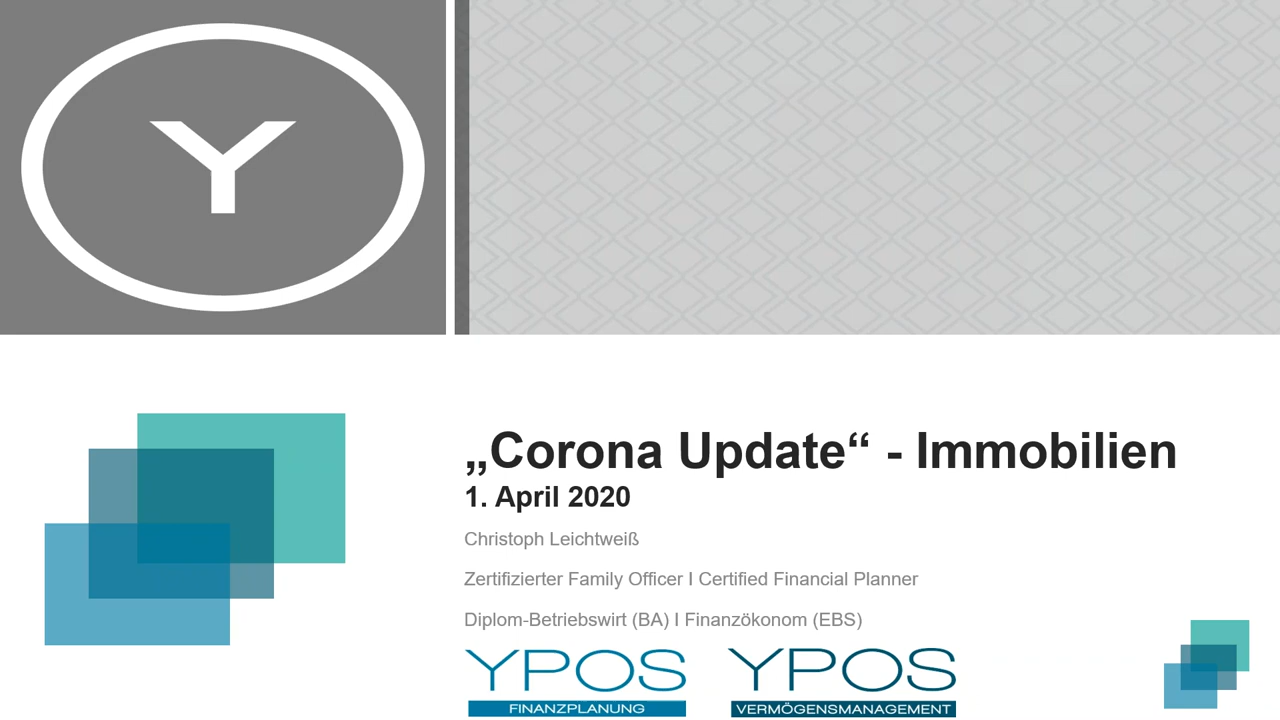 Y
„Corona Update“ - Immobilien
1. April 2020
Christoph Leichtweiß
Zertifizierter Family Officer I Certified Financial Planner
Diplom-Betriebswirt (BA) I Finanzökonom (EBS)
YPOS YPOS
FINANZPLANUNG VERMÖGENSMANAGEMENT